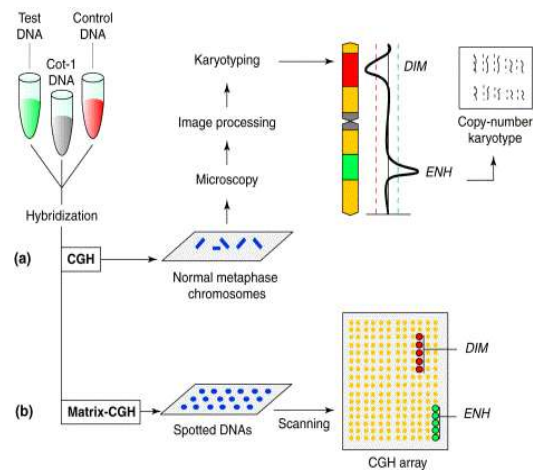 Test
DNA
Control
DNA
Cot-1
DNA
Hybridization
(a)
CGH
Normal metaphase
chromosomes
Microscopy
Image processing
Karyotyping
DIM
ENH
Copy-number
karyotype
(b)
Matrix-CGH
Spotted DNAs
Scanning
DIM
ENH
CGH array